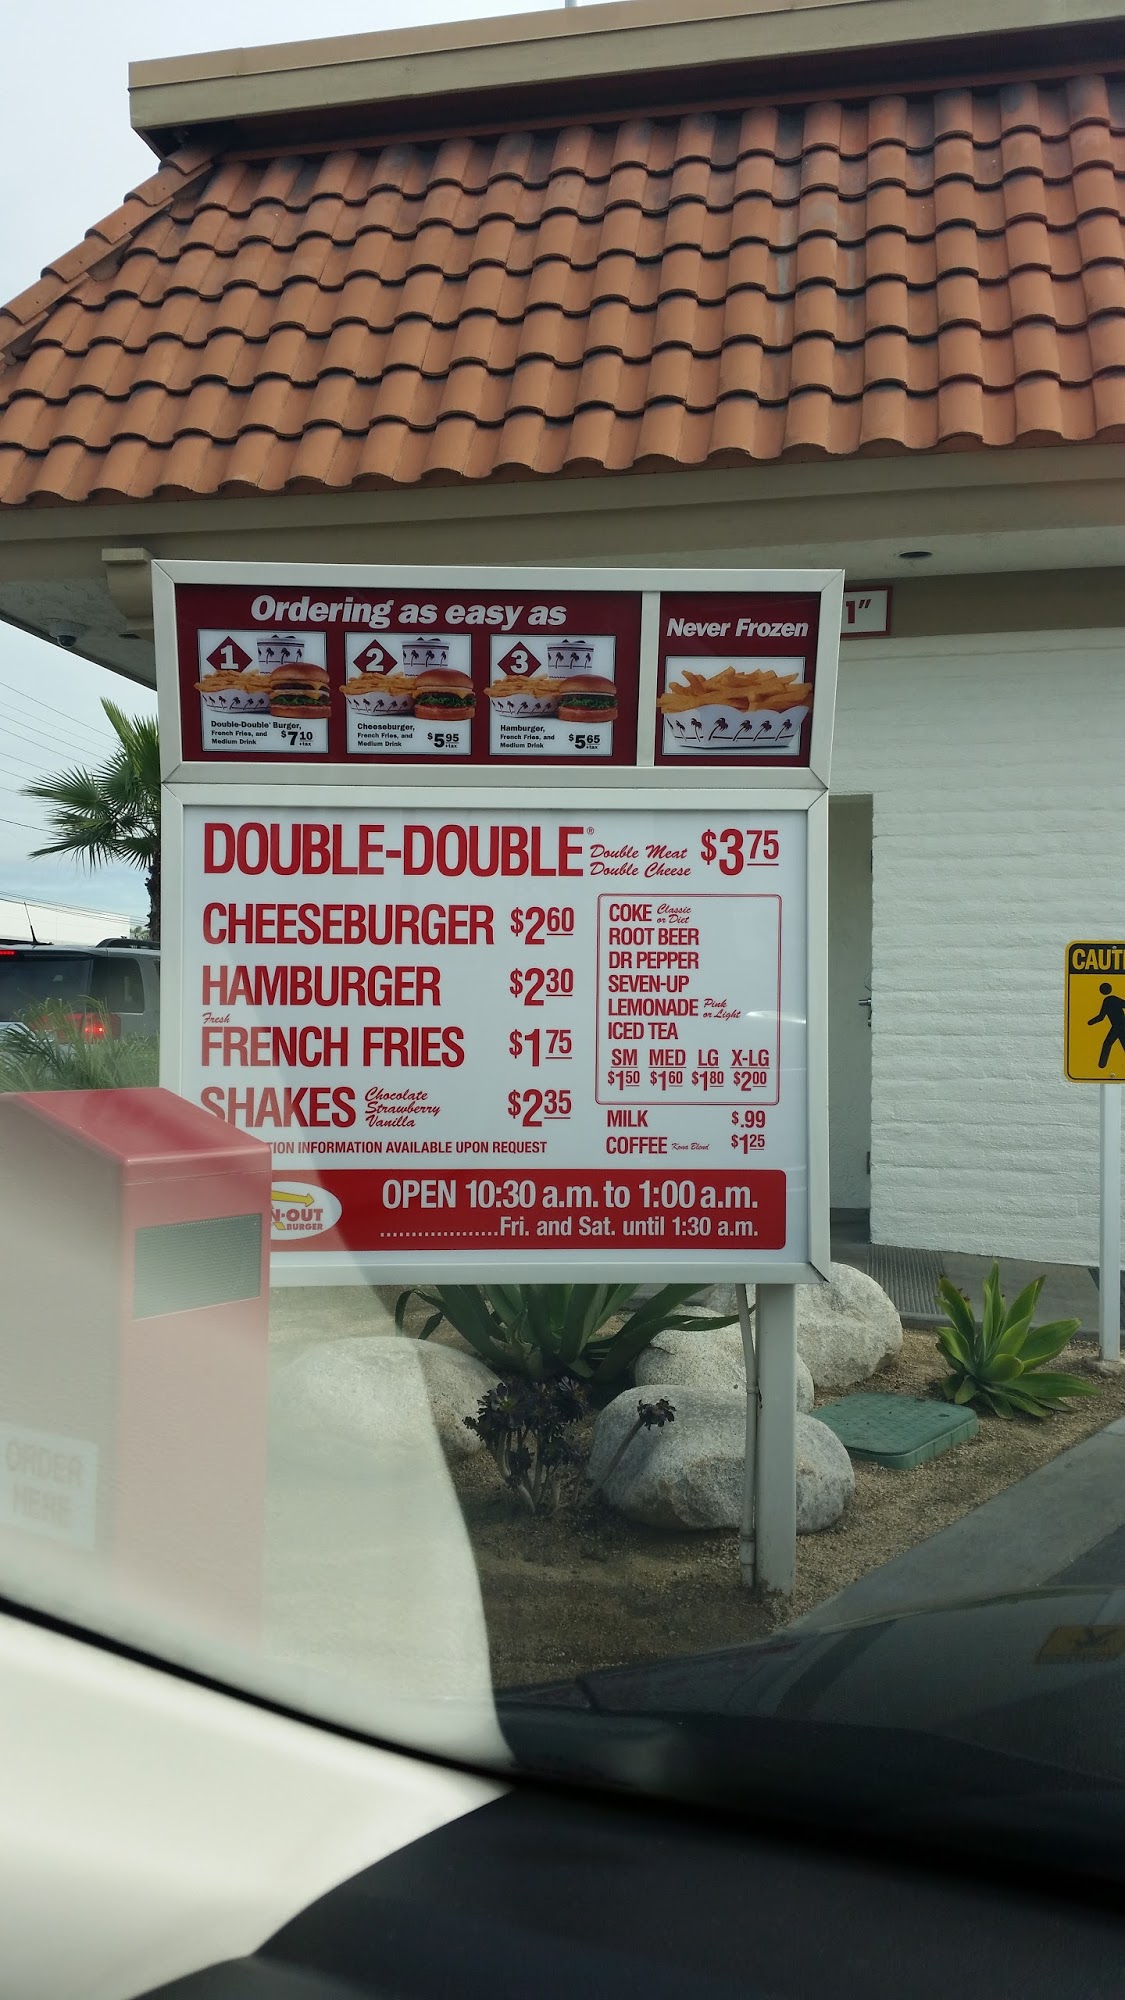 Ordering as easy as
1
Double-Double® Burger,
French Fries, and
Medium Drink
$7.10
+tax
2
Cheeseburger,
French Fries, and
Medium Drink
$5.95
+tax
3
Hamburger,
French Fries, and
Medium Drink
$5.65
+tax
Never Frozen
1"
DOUBLE-DOUBLE® Double Meat Double Cheese $3.75
CHEESEBURGER $2.60
HAMBURGER $2.30
Fresh
FRENCH FRIES $1.75
SHAKES Chocolate Strawberry Vanilla $2.35
TION INFORMATION AVAILABLE UPON REQUEST
COKE Classic or Diet
ROOT BEER
DR PEPPER
SEVEN-UP
LEMONADE Pink or Light
ICED TEA
SM MED LG X-LG
$1.50 $1.60 $1.80 $2.00
MILK $.99
COFFEE Kona Blend $1.25
N-OUT
BURGER
OPEN 10:30 a.m. to 1:00 a.m.
...................Fri. and Sat. until 1:30 a.m.
CAUTI
ORDER
HERE